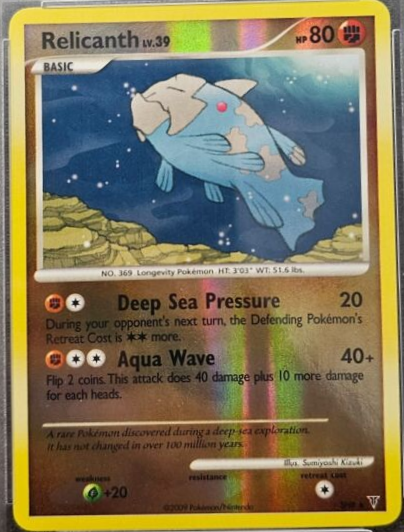 Relicanth LV.39 HP 80
BASIC
NO. 369 Longevity Pokémon HT: 3'03" WT: 51.6 lbs.
Deep Sea Pressure 20
During your opponent's next turn, the Defending Pokémon's
Retreat Cost is ✶✶ more.
Aqua Wave 40+
Flip 2 coins. This attack does 40 damage plus 10 more damage
for each heads.
A rare Pokémon discovered during a deep-sea exploration.
It has not changed in over 100 million years.
Illus. Sumiyoshi Kizuki
weakness resistance retreat cost
+20
©2009 Pokémon/Nintendo